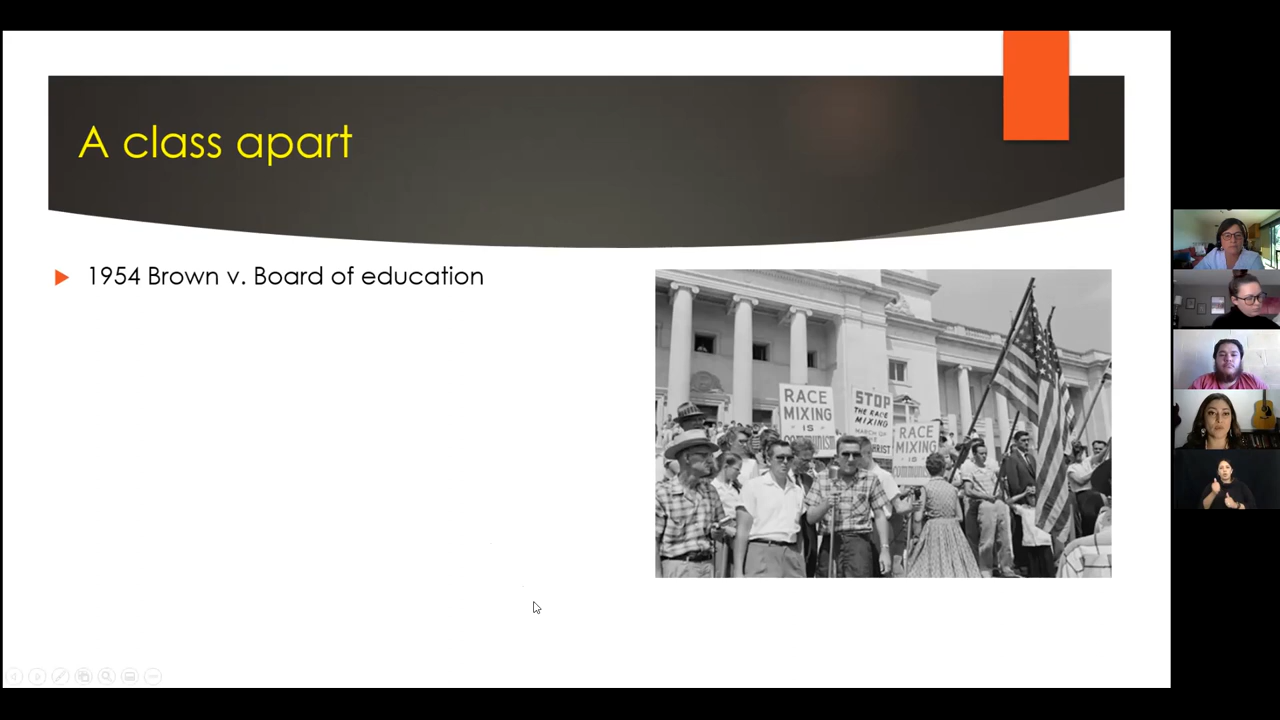 A class apart
1954 Brown v. Board of education
RACE
MIXING
IS
communism
STOP
THE RACE
MIXING
MARCH OF
THE
RACE
MIXING
IS